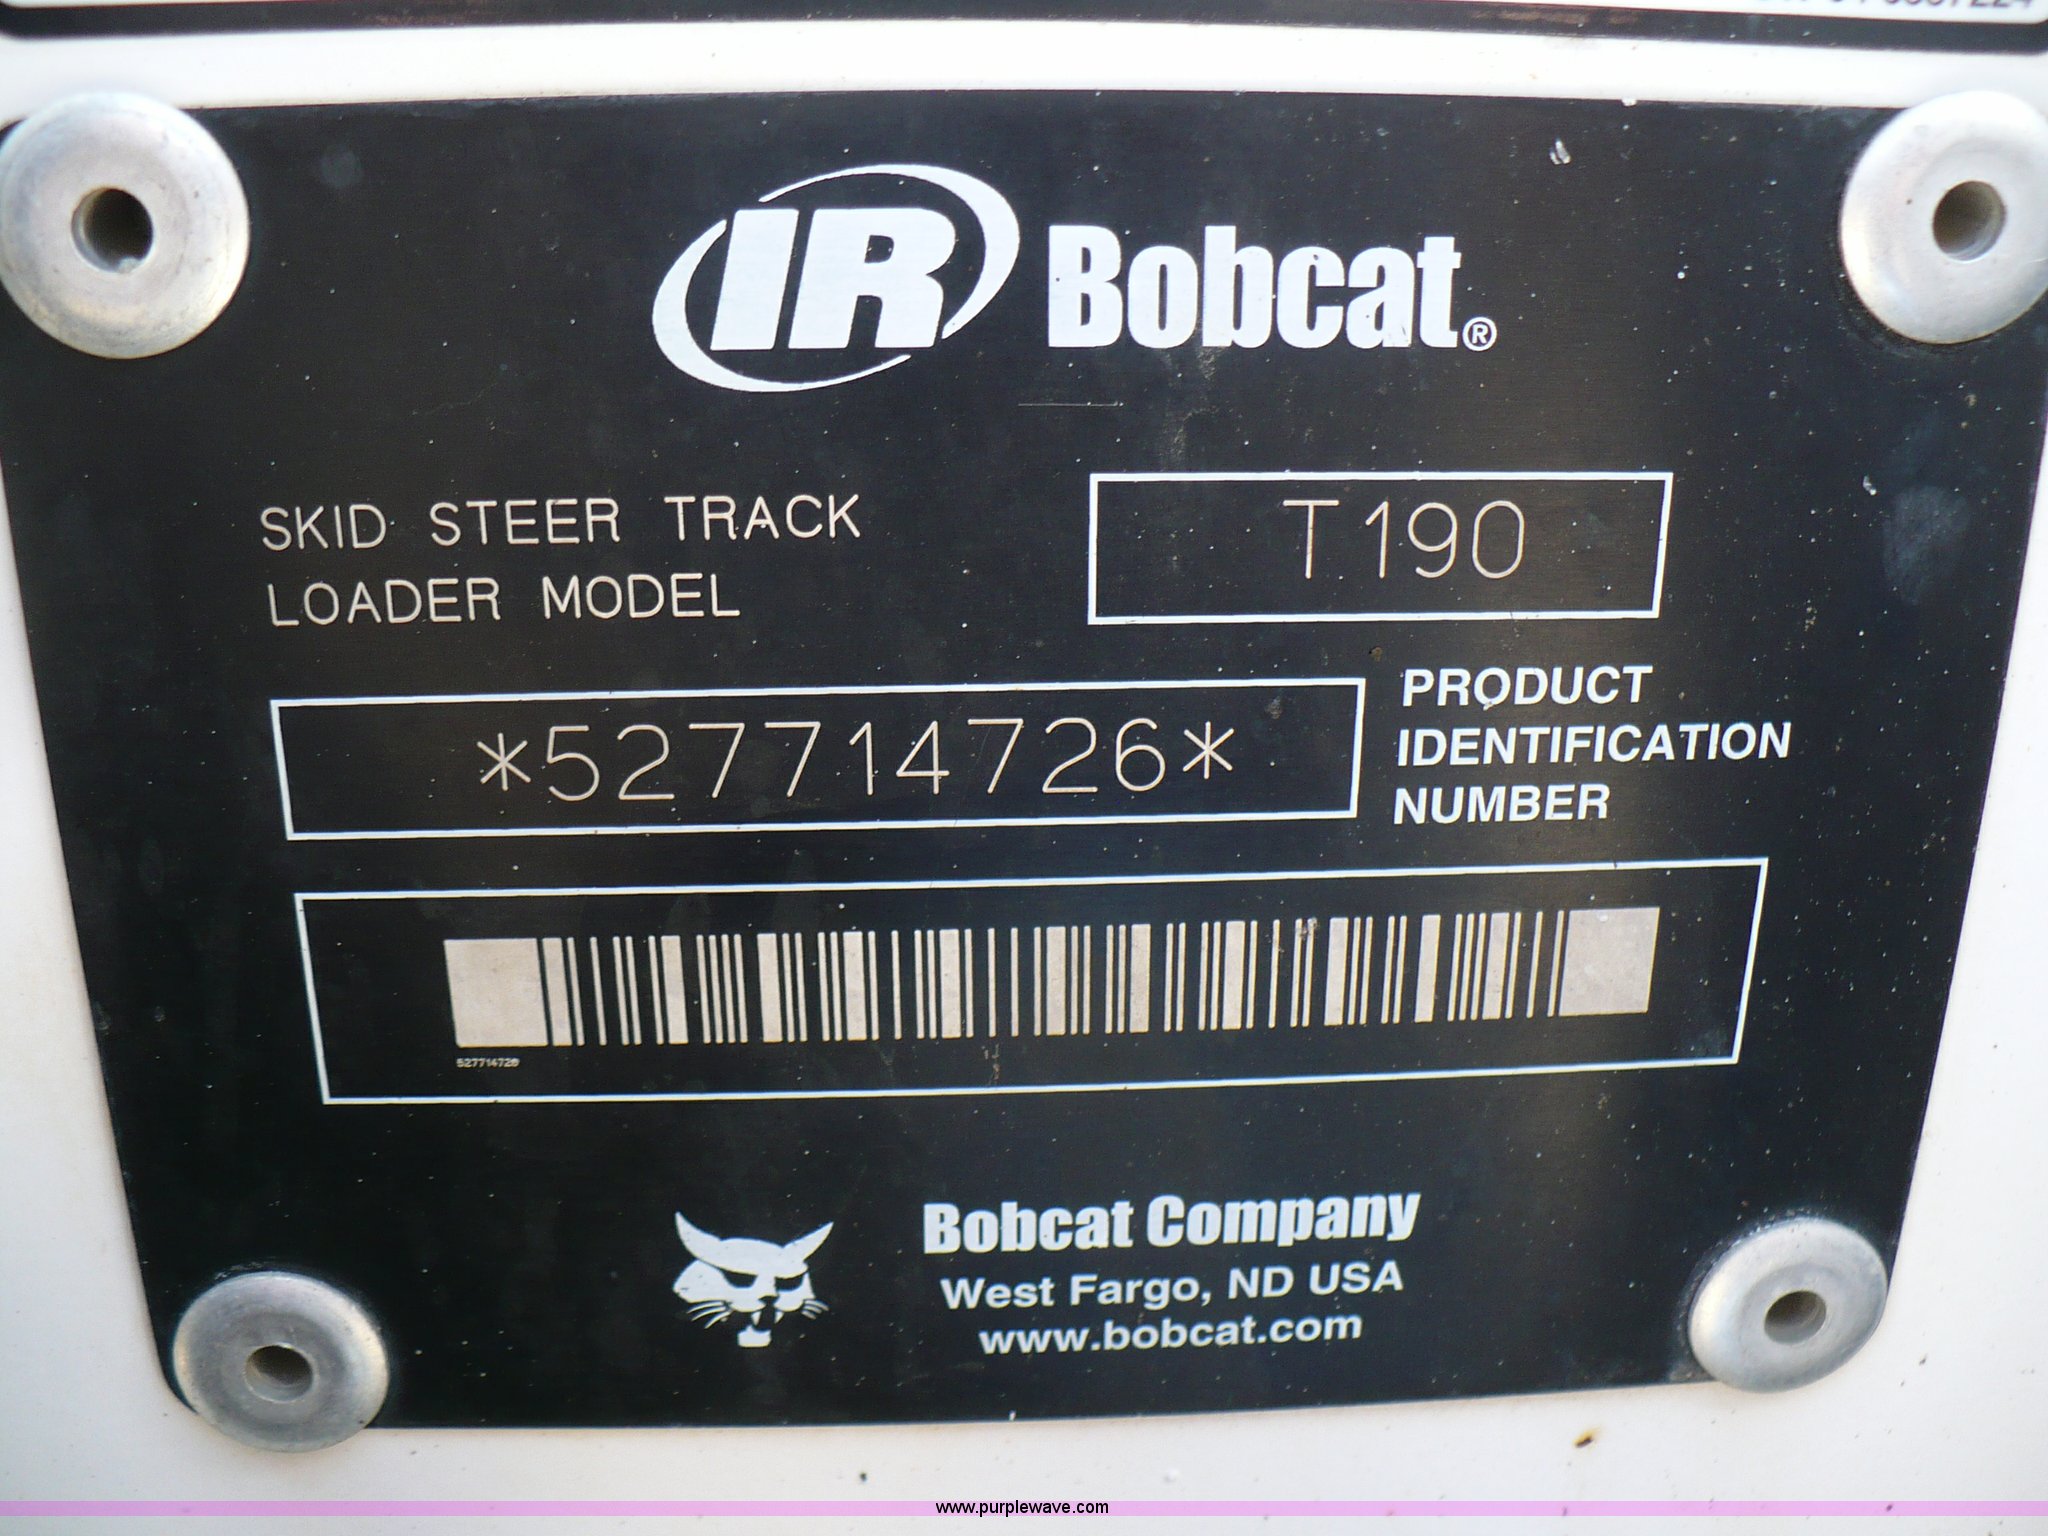 IR Bobcat®
SKID STEER TRACK
LOADER MODEL
T190
*527714726*
PRODUCT
IDENTIFICATION
NUMBER
527714726
Bobcat Company
West Fargo, ND USA
www.bobcat.com
www.purplewave.com